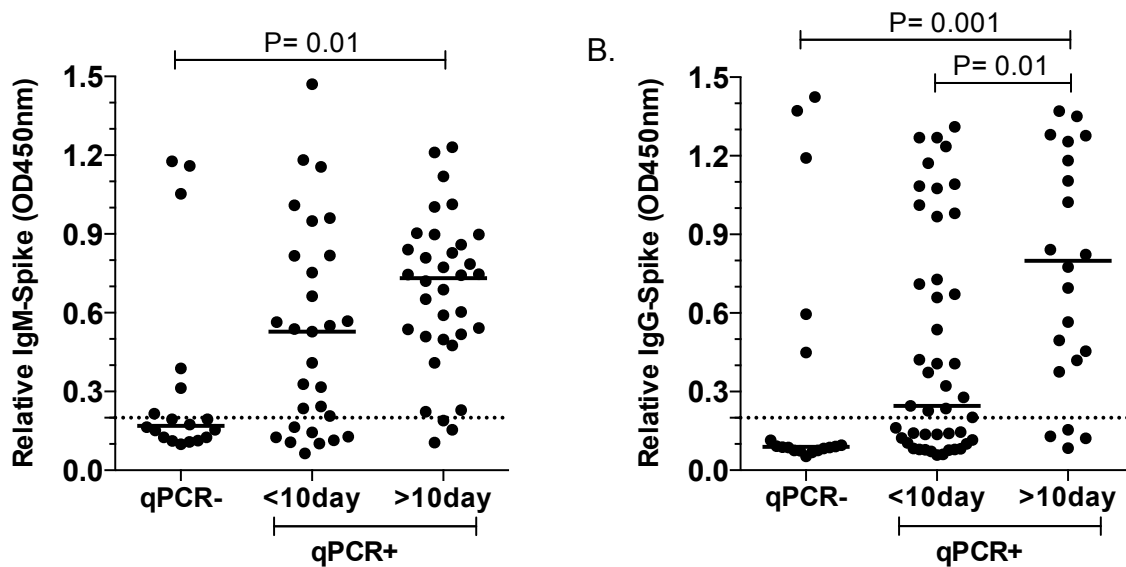 P= 0.01
Relative IgM-Spike (OD450nm)
1.5
1.2
0.9
0.6
0.3
0.0
qPCR- <10day >10day
qPCR+
B.
P= 0.001
P= 0.01
Relative IgG-Spike (OD450nm)
1.5
1.2
0.9
0.6
0.3
0.0
qPCR- <10day >10day
qPCR+